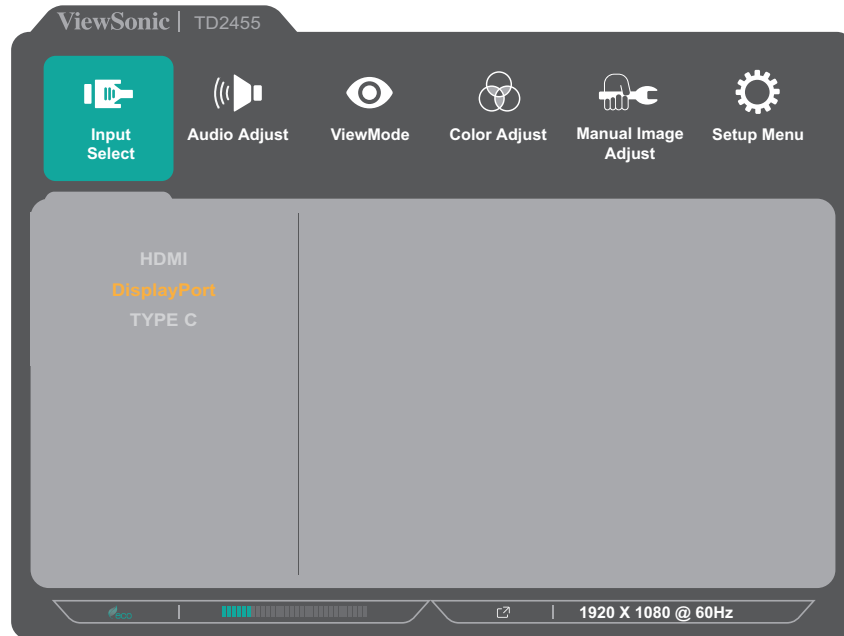 ViewSonic | TD2455
Input
Select
Audio Adjust
ViewMode
Color Adjust
Manual Image
Adjust
Setup Menu
HDMI
DisplayPort
TYPE C
eco
1920 X 1080 @ 60Hz